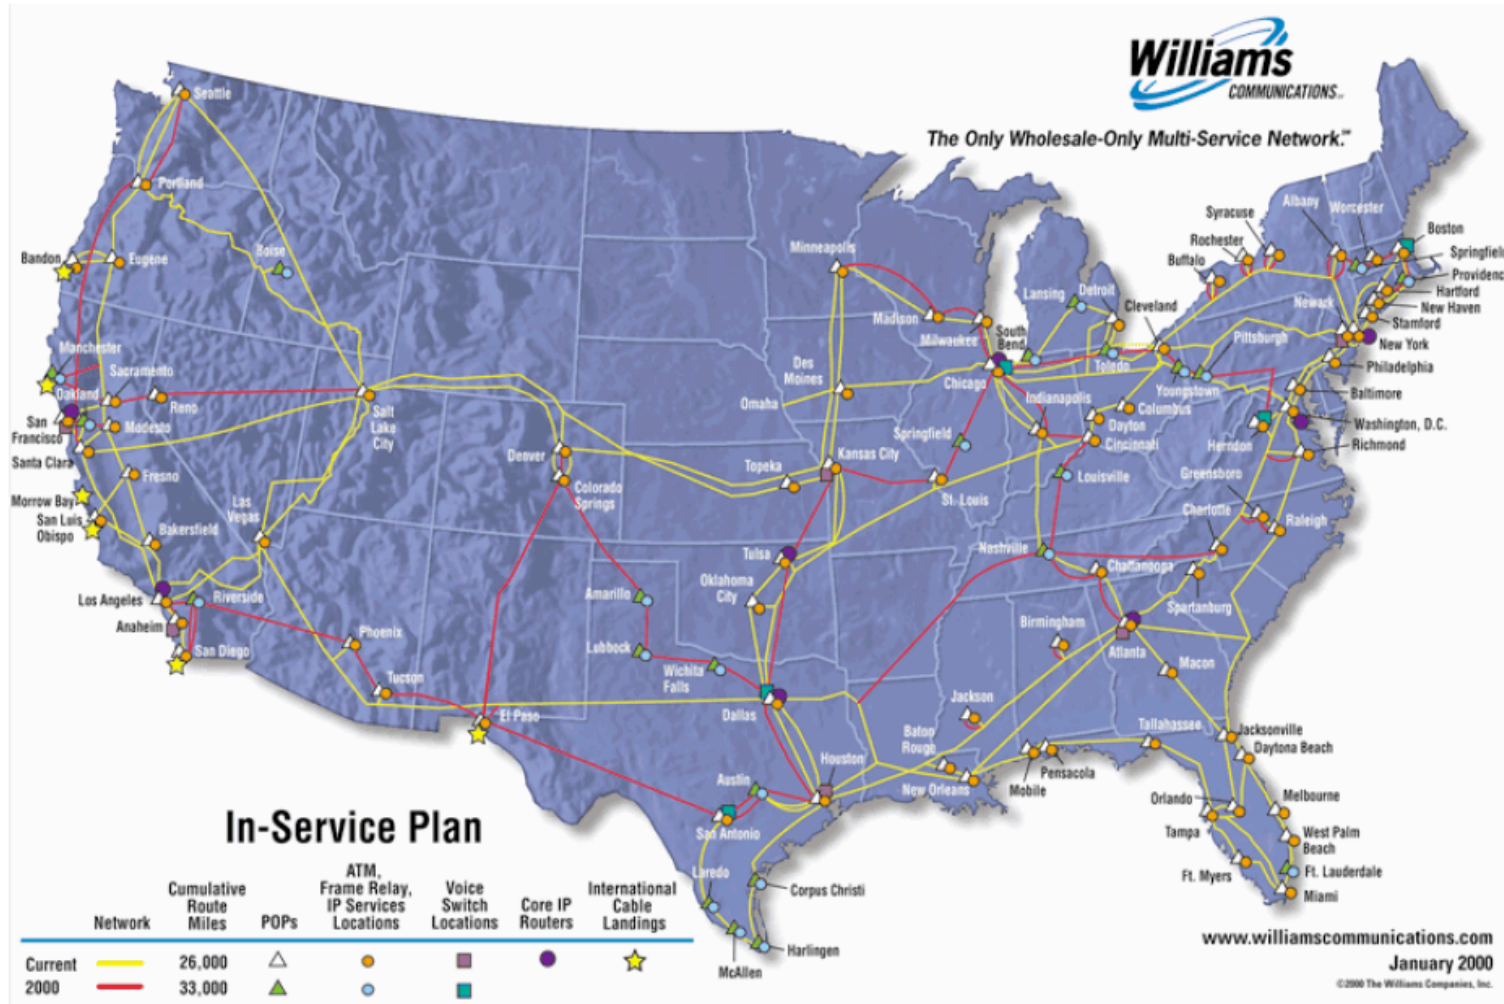 Williams
COMMUNICATIONS
SM
The Only Wholesale-Only Multi-Service Network.
SM
Seattle
Portland
Bandon
Eugene
Boise
Manchester
Sacramento
Oakland
Reno
San
Francisco
Modesto
Santa Clara
Fresno
Morrow Bay
San Luis
Obispo
Bakersfield
Las
Vegas
Los Angeles
Riverside
Anaheim
San Diego
Phoenix
Tucson
El Paso
Salt
Lake
City
Denver
Colorado
Springs
Amarillo
Lubbock
Wichita
Falls
Dallas
Austin
San Antonio
Laredo
McAllen
Harlingen
Corpus Christi
Houston
Minneapolis
Des
Moines
Omaha
Topeka
Kansas City
Tulsa
Oklahoma
City
Madison
Milwaukee
Chicago
South
Bend
Lansing
Detroit
Toledo
Cleveland
Youngstown
Pittsburgh
Springfield
St. Louis
Indianapolis
Columbus
Dayton
Cincinnati
Louisville
Nashville
Chattanooga
Birmingham
Atlanta
Macon
Jackson
Baton
Rouge
New Orleans
Mobile
Pensacola
Tallahassee
Jacksonville
Daytona Beach
Orlando
Melbourne
Tampa
West Palm
Beach
Ft. Myers
Ft. Lauderdale
Miami
Spartanburg
Charlotte
Greensboro
Raleigh
Richmond
Herndon
Washington, D.C.
Baltimore
Philadelphia
New York
Newark
Stamford
New Haven
Hartford
Providenc
Springfield
Boston
Worcester
Albany
Syracuse
Rochester
Buffalo
In-Service Plan
Network
Cumulative
Route
Miles
POPs
ATM,
Frame Relay,
IP Services
Locations
Voice
Switch
Locations
Core IP
Routers
International
Cable
Landings
Current 26,000
2000 33,000
www.williamscommunications.com
January 2000
©2000 The Williams Companies, Inc.